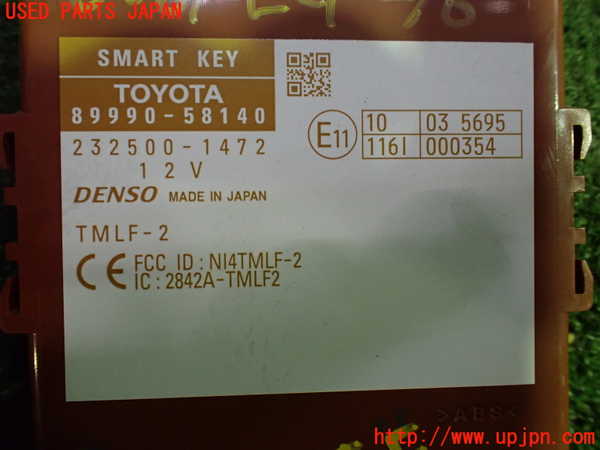 USED PARTS JAPAN
SMART KEY
TOYOTA
89990-58140
232500-1472
12V
DENSO MADE IN JAPAN
TMLF-2
CE FCC ID : NI4TMLF-2
IC : 2842A-TMLF2
E11
10 03 5695
116I 000354
>ABS<
https://www.upjpn.com